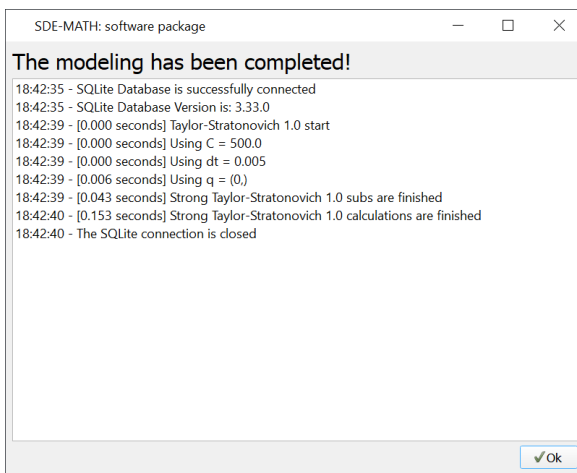 SDE-MATH: software package
The modeling has been completed!
18:42:35 - SQLite Database is successfully connected
18:42:35 - SQLite Database Version is: 3.33.0
18:42:39 - [0.000 seconds] Taylor-Stratonovich 1.0 start
18:42:39 - [0.000 seconds] Using C = 500.0
18:42:39 - [0.000 seconds] Using dt = 0.005
18:42:39 - [0.006 seconds] Using q = (0,)
18:42:39 - [0.043 seconds] Strong Taylor-Stratonovich 1.0 subs are finished
18:42:40 - [0.153 seconds] Strong Taylor-Stratonovich 1.0 calculations are finished
18:42:40 - The SQLite connection is closed
Ok